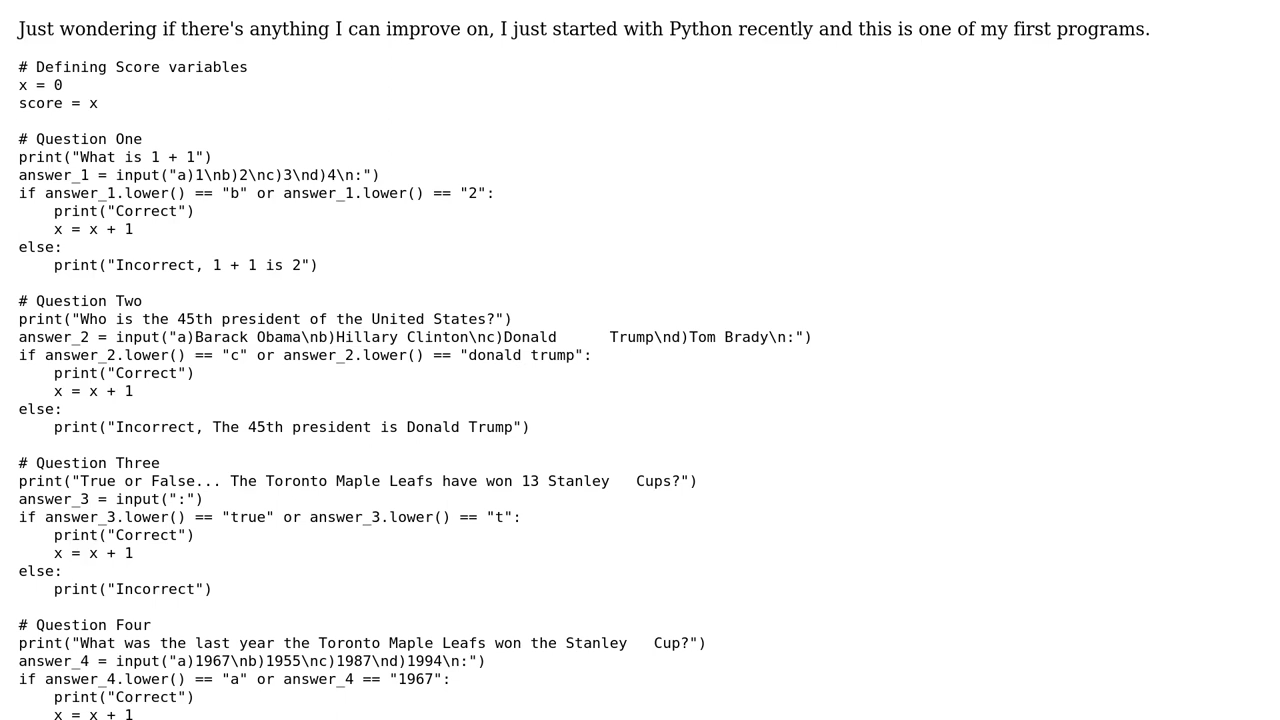 Just wondering if there's anything I can improve on, I just started with Python recently and this is one of my first programs.
# Defining Score variables
x = 0
score = x
# Question One
print("What is 1 + 1")
answer_1 = input("a)1\nb)2\nc)3\nd)4\n:")
if answer_1.lower() == "b" or answer_1.lower() == "2":
    print("Correct")
    x = x + 1
else:
    print("Incorrect, 1 + 1 is 2")
# Question Two
print("Who is the 45th president of the United States?")
answer_2 = input("a)Barack Obama\nb)Hillary Clinton\nc)Donald      Trump\nd)Tom Brady\n:")
if answer_2.lower() == "c" or answer_2.lower() == "donald trump":
    print("Correct")
    x = x + 1
else:
    print("Incorrect, The 45th president is Donald Trump")
# Question Three
print("True or False... The Toronto Maple Leafs have won 13 Stanley   Cups?")
answer_3 = input(":")
if answer_3.lower() == "true" or answer_3.lower() == "t":
    print("Correct")
    x = x + 1
else:
    print("Incorrect")
# Question Four
print("What was the last year the Toronto Maple Leafs won the Stanley   Cup?")
answer_4 = input("a)1967\nb)1955\nc)1987\nd)1994\n:")
if answer_4.lower() == "a" or answer_4 == "1967":
    print("Correct")
    x = x + 1